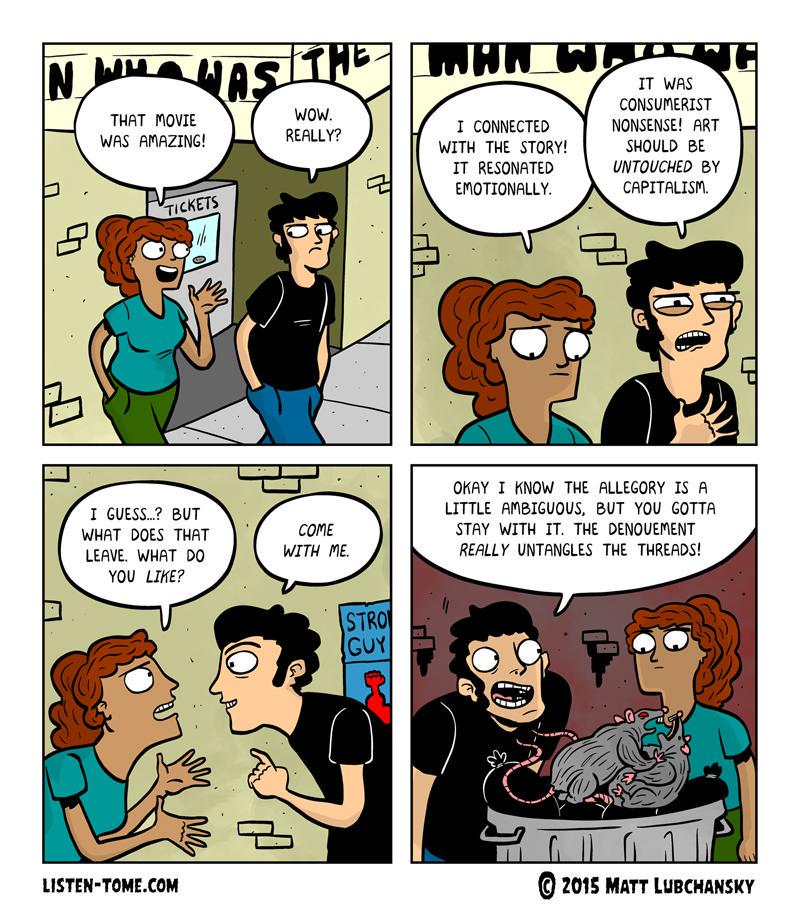 N WHO WAS THE
THAT MOVIE
WAS AMAZING!
WOW.
REALLY?
TICKETS
MAN WHO WA
I CONNECTED
WITH THE STORY!
IT RESONATED
EMOTIONALLY.
IT WAS
CONSUMERIST
NONSENSE! ART
SHOULD BE
UNTOUCHED BY
CAPITALISM.
I GUESS...? BUT
WHAT DOES THAT
LEAVE. WHAT DO
YOU LIKE?
COME
WITH ME.
STRO
GUY
OKAY I KNOW THE ALLEGORY IS A
LITTLE AMBIGUOUS, BUT YOU GOTTA
STAY WITH IT. THE DENOUEMENT
REALLY UNTANGLES THE THREADS!
LISTEN-TOME.COM
© 2015 MATT LUBCHANSKY